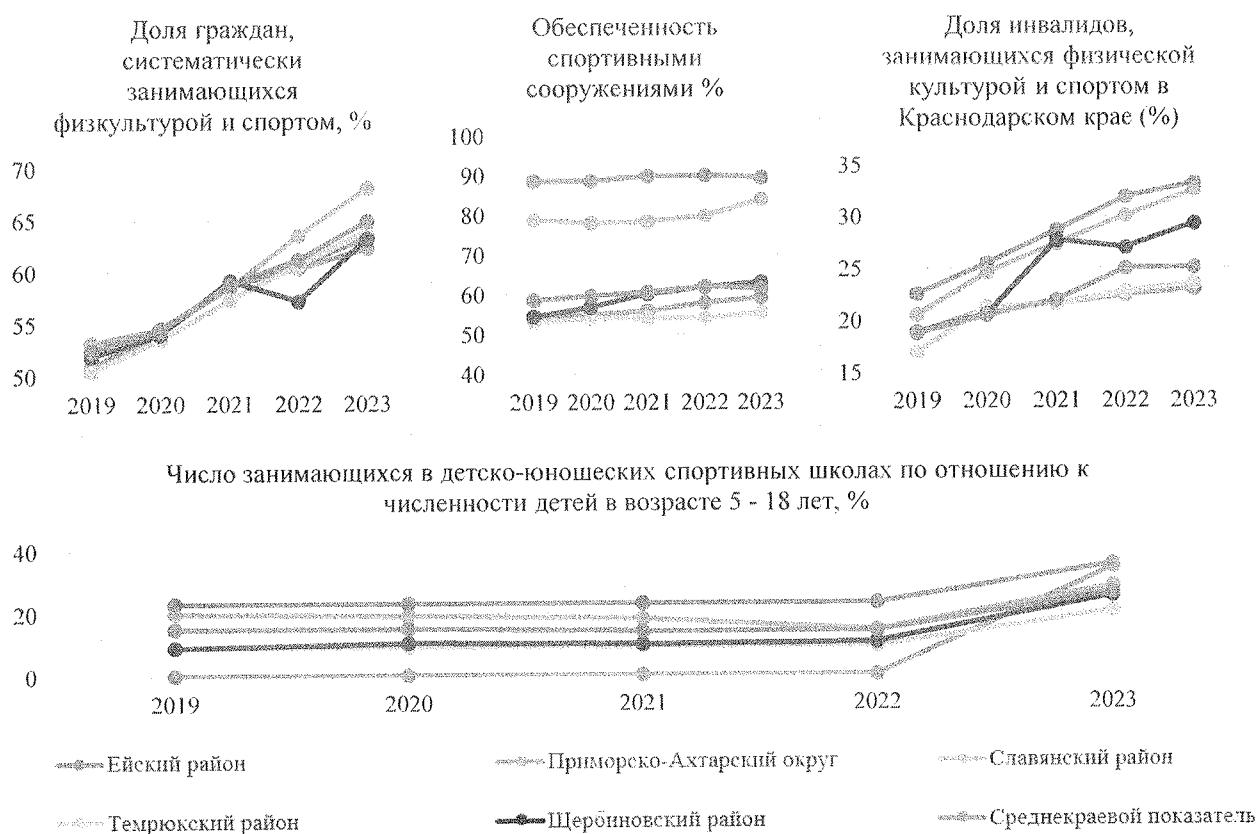 Доля граждан,
систематически
занимающихся
физкультурой и спортом, %
70
65
60
55
50
2019 2020 2021 2022 2023
Обеспеченность
спортивными
сооружениями %
100
90
80
70
60
50
40
2019 2020 2021 2022 2023
Доля инвалидов,
занимающихся физической
культурой и спортом в
Краснодарском крае (%)
35
30
25
20
15
2019 2020 2021 2022 2023
Число занимающихся в детско-юношеских спортивных школах по отношению к
численности детей в возрасте 5 - 18 лет, %
40
20
0
2019 2020 2021 2022 2023
Ейский район Приморско-Ахтарский округ Славянский район
Темрюкский район Щербиновский район Среднекраевой показатель